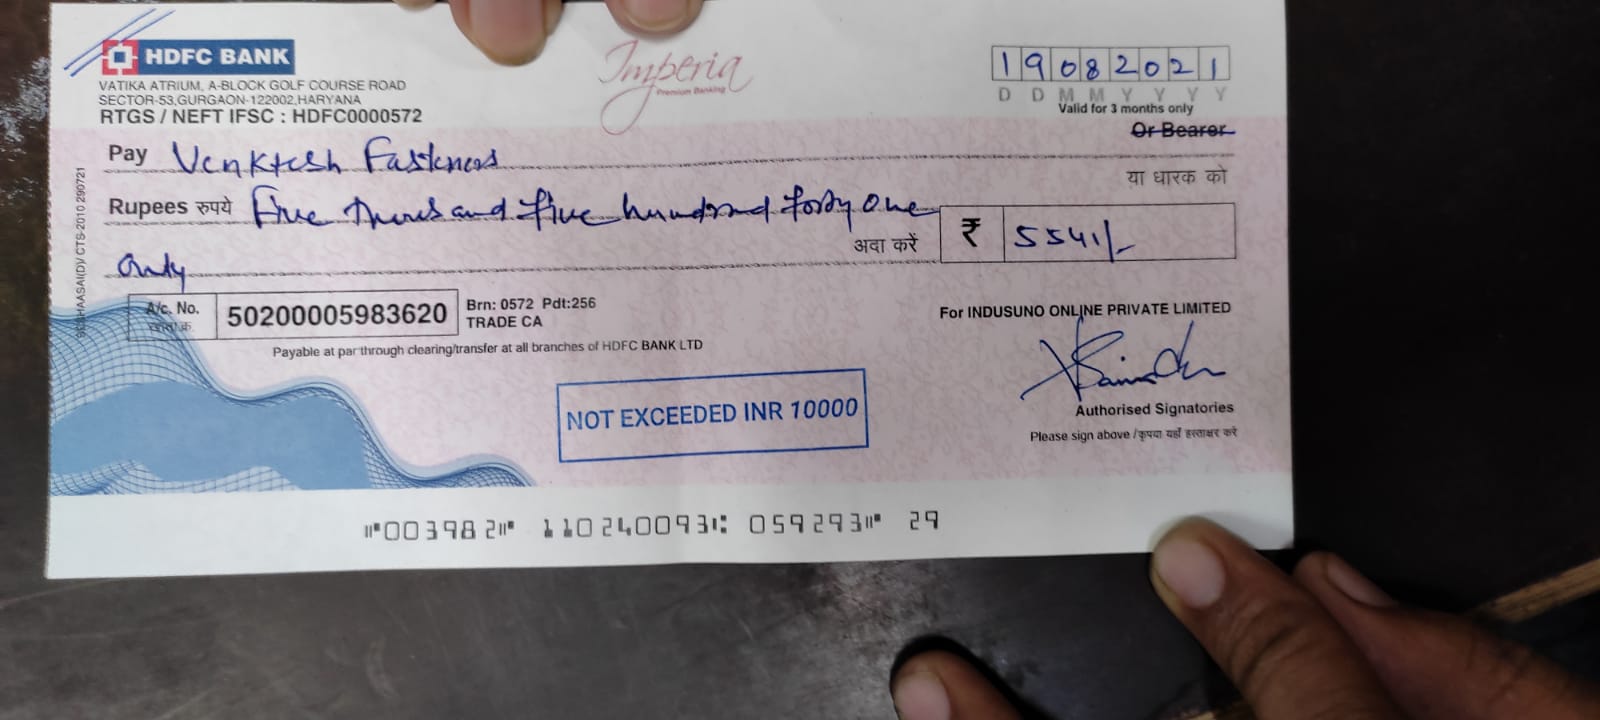 HDFC BANK
VATIKA ATRIUM, A-BLOCK GOLF COURSE ROAD
SECTOR-53,GURGAON-122002,HARYANA
RTGS / NEFT IFSC : HDFC0000572
Imperia
Premium Banking
19082021
D D M M Y Y Y Y
Valid for 3 months only
Or Bearer
Pay Venktesh Fastners
या धारक को
Rupees रुपये Five Thousand five hundred forty one
अदा करें ₹ 5541/-
only
A/c. No. 50200005983620 Brn: 0572 Pdt:256
TRADE CA
Payable at par through clearing/transfer at all branches of HDFC BANK LTD
For INDUSUNO ONLINE PRIVATE LIMITED
NOT EXCEEDED INR 10000
Authorised Signatories
Please sign above /कृपया यहाँ हस्ताक्षर करे
CTS-2010 290721
⑈003982⑈ 110240093⑆ 059293⑈ 29